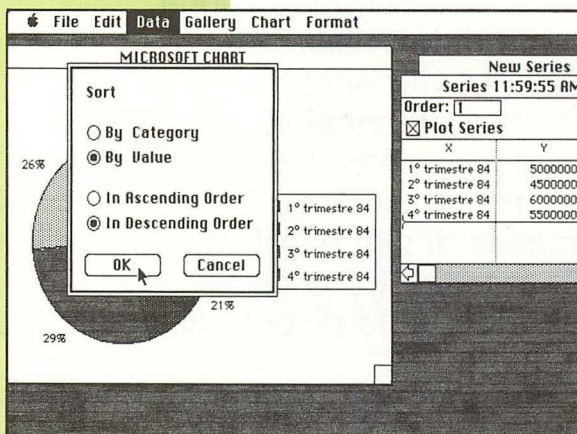 File Edit Data Gallery Chart Format
MICROSOFT CHART
Sort
By Category
By Value
In Ascending Order
In Descending Order
OK Cancel
26%
21%
29%
1° trimestre 84
2° trimestre 84
3° trimestre 84
4° trimestre 84
New Series
Series 11:59:55 AM
Order: 1
Plot Series
X Y
1° trimestre 84 5000000
2° trimestre 84 4500000
3° trimestre 84 6000000
4° trimestre 84 5500000